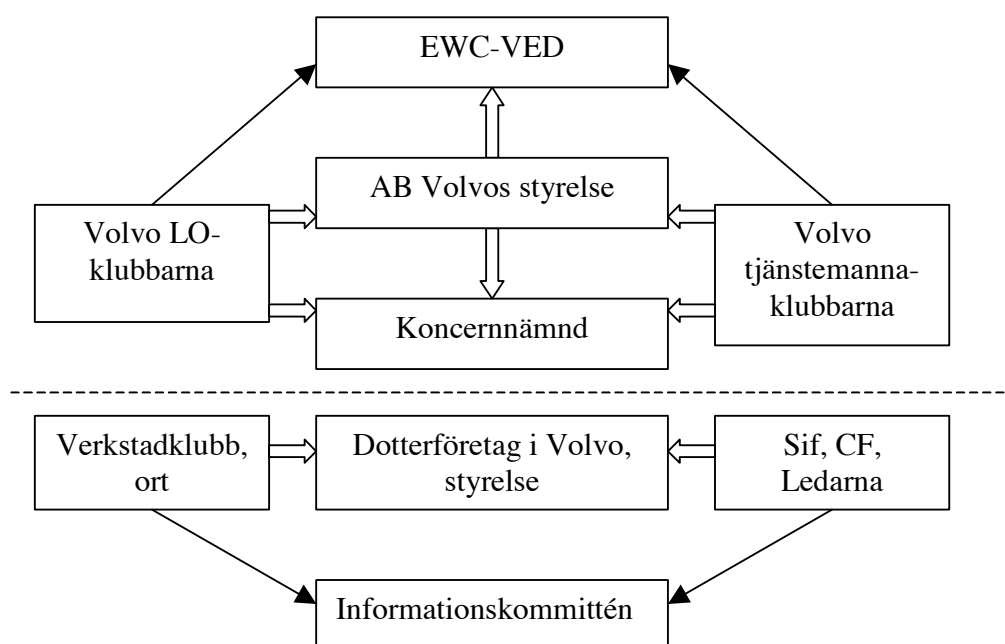 EWC-VED
AB Volvos styrelse
Volvo LO-
klubbarna
Volvo
tjänstemanna-
klubbarna
Koncernnämnd
Verkstadklubb,
ort
Dotterföretag i Volvo,
styrelse
Sif, CF,
Ledarna
Informationskommittén